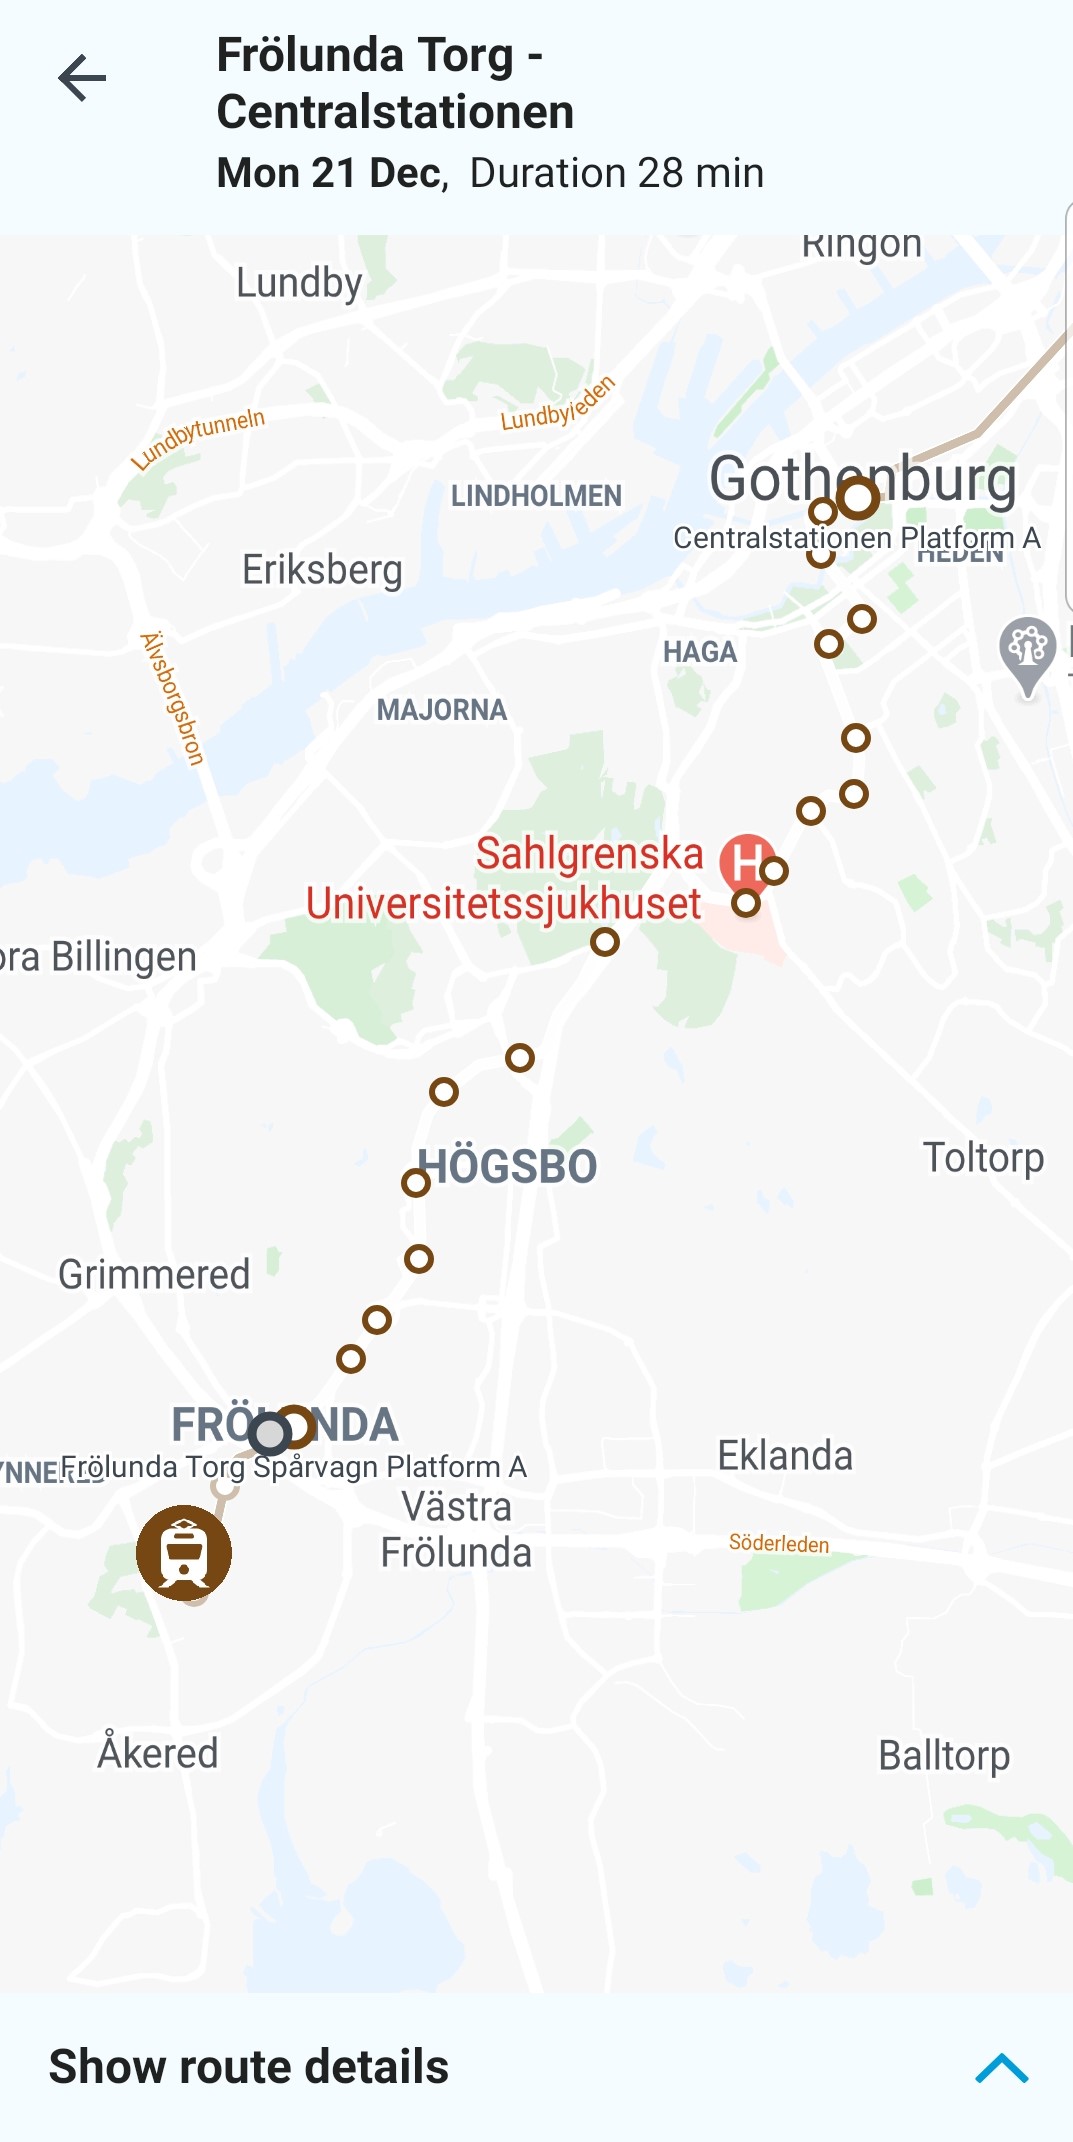 Frölunda Torg -
Centralstationen
Mon 21 Dec, Duration 28 min
Ringön
Lundby
Lundbytunneln
Lundbyleden
Gothenburg
LINDHOLMEN
Centralstationen Platform A
HEDEN
Eriksberg
Älvsborgsbron
HAGA
MAJORNA
Sahlgrenska
Universitetssjukhuset
H
ora Billingen
HÖGSBO
Toltorp
Grimmered
Frölunda Torg Spårvagn Platform A
Eklanda
Västra
Frölunda
Söderleden
Åkered
Balltorp
Show route details